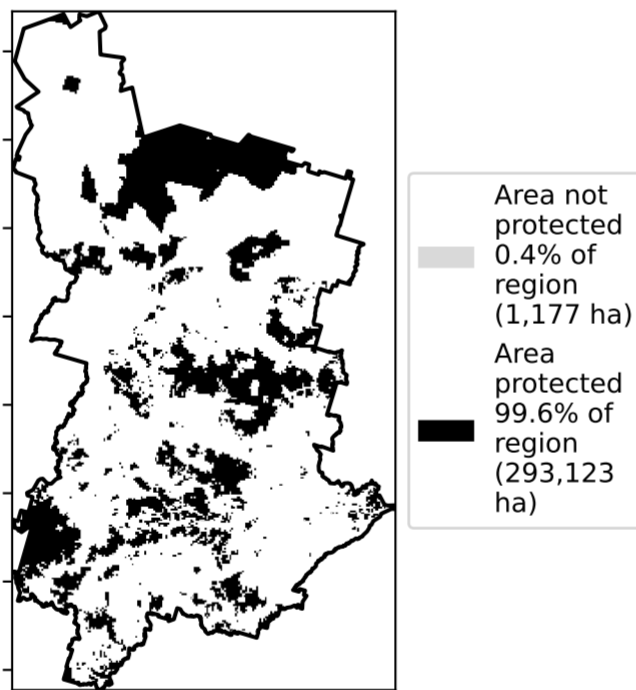 Area not
protected
0.4% of
region
(1,177 ha)
Area
protected
99.6% of
region
(293,123
ha)